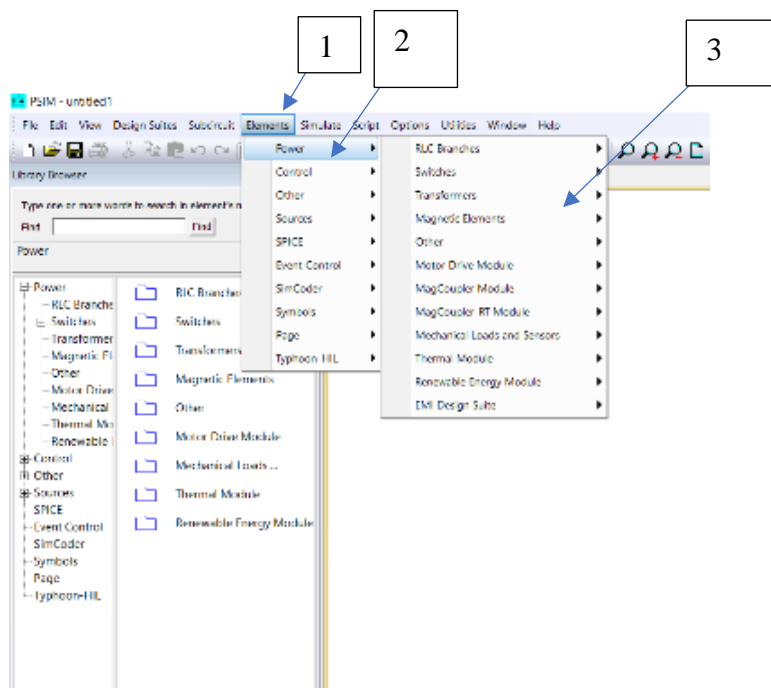 1
2
3
PSIM - untitled1
File Edit View Design Suites Subcircuit Elements Simulate Script Options Utilities Window Help
Library Browser
Type one or more words to search in element's
Find Find
Power
Power
RLC Branche
Switches
Transformer
Magnetic El
Other
Motor Drive
Mechanical
Thermal Mo
Renewable
Control
Other
Sources
SPICE
Event Control
SimCoder
Symbols
Page
Typhoon-HIL
RLC Branches
Switches
Transformers
Magnetic Elements
Other
Motor Drive Module
Mechanical Loads ...
Thermal Module
Renewable Energy Module
Power
Control
Other
Sources
SPICE
Event Control
SimCoder
Symbols
Page
Typhoon-HIL
RLC Branches
Switches
Transformers
Magnetic Elements
Other
Motor Drive Module
MagCoupler Module
MagCoupler RT Module
Mechanical Loads and Sensors
Thermal Module
Renewable Energy Module
EMI Design Suite